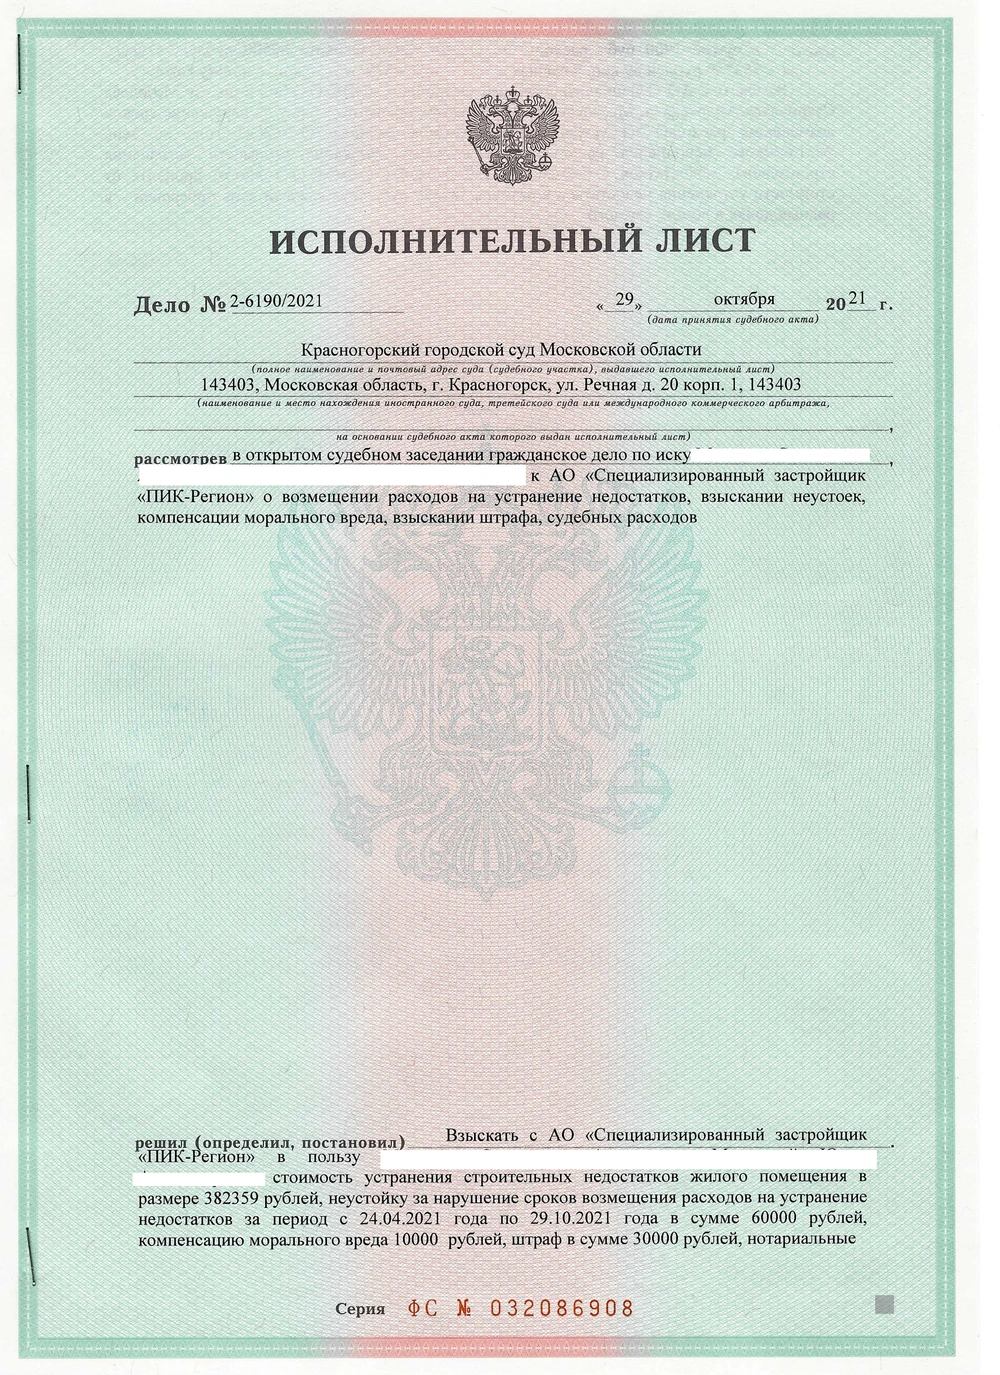 ИСПОЛНИТЕЛЬНЫЙ ЛИСТ
Дело № 2-6190/2021 « 29 » октября 2021 г.
(дата принятия судебного акта)
Красногорский городской суд Московской области
(полное наименование и почтовый адрес суда (судебного участка), выдавшего исполнительный лист)
143403, Московская область, г. Красногорск, ул. Речная д. 20 корп. 1, 143403
(наименование и место нахождения иностранного суда, третейского суда или международного коммерческого арбитража,
,
на основании судебного акта которого выдан исполнительный лист)
рассмотрев в открытом судебном заседании гражданское дело по иску ,
к АО «Специализированный застройщик
«ПИК-Регион» о возмещении расходов на устранение недостатков, взыскании неустоек,
компенсации морального вреда, взыскании штрафа, судебных расходов
решил (определил, постановил) Взыскать с АО «Специализированный застройщик .
«ПИК-Регион» в пользу
стоимость устранения строительных недостатков жилого помещения в
размере 382359 рублей, неустойку за нарушение сроков возмещения расходов на устранение
недостатков за период с 24.04.2021 года по 29.10.2021 года в сумме 60000 рублей,
компенсацию морального вреда 10000 рублей, штраф в сумме 30000 рублей, нотариальные
Серия ФС № 032086908